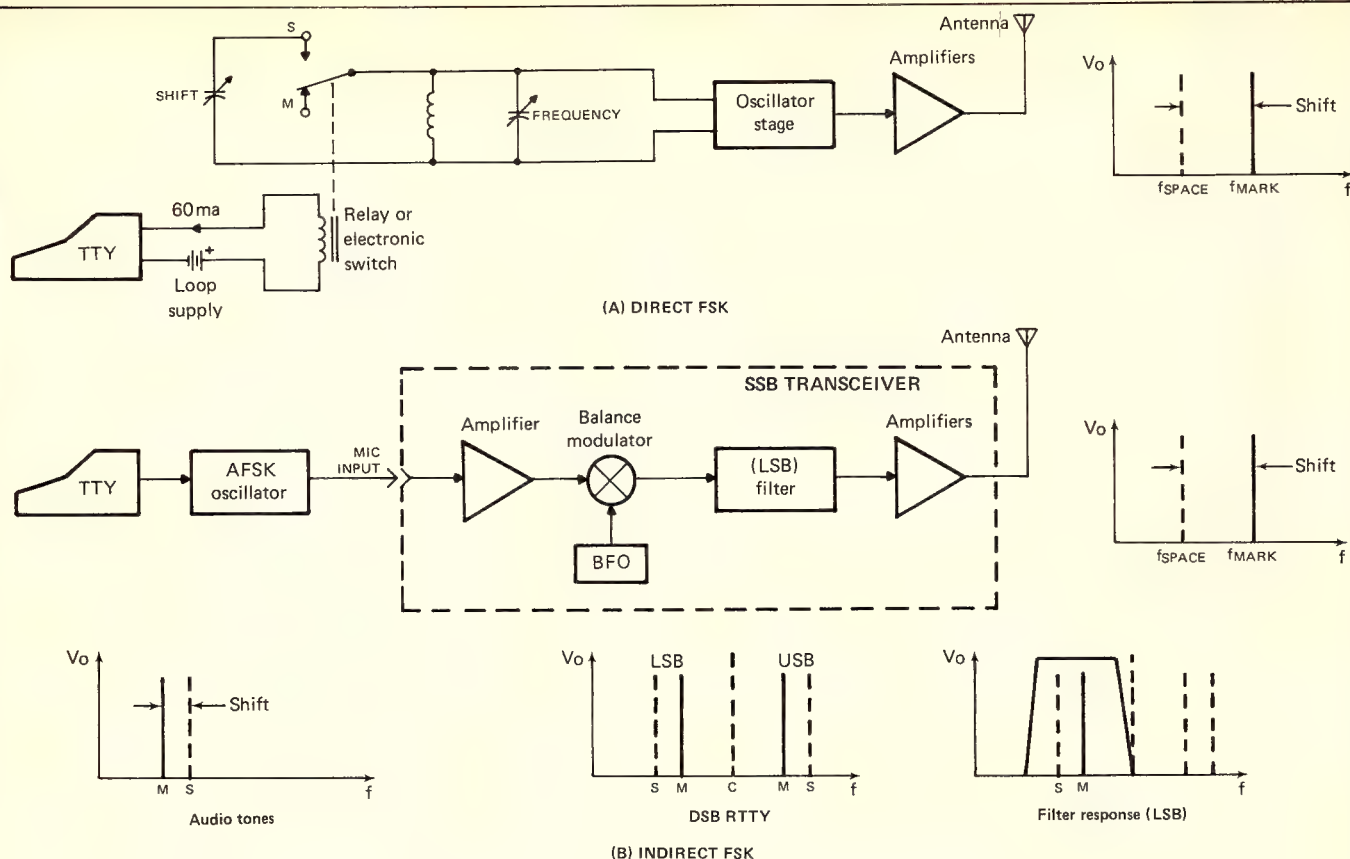 Antenna
Amplifiers
S
SHIFT
M
FREQUENCY
Oscillator
stage
Vo
Shift
fSPACE fMARK f
60ma
TTY
+
Loop
supply
Relay or
electronic
switch
(A) DIRECT FSK
Antenna
SSB TRANSCEIVER
Amplifier
Balance
modulator
Amplifiers
TTY
AFSK
oscillator
MIC
INPUT
(LSB)
filter
BFO
Vo
Shift
fSPACE fMARK f
Vo
Shift
M S f
Audio tones
Vo
LSB USB
S M C M S f
DSB RTTY
Vo
S M f
Filter response (LSB)
(B) INDIRECT FSK